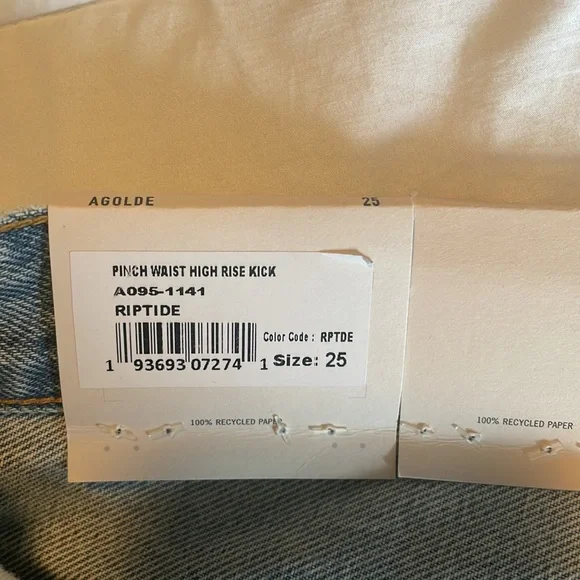 AGOLDE 25
PINCH WAIST HIGH RISE KICK
A095-1141
RIPTIDE
Color Code : RPTDE
1 93693 07274 1 Size: 25
100% RECYCLED PAPER
100% RECYCLED PAPER